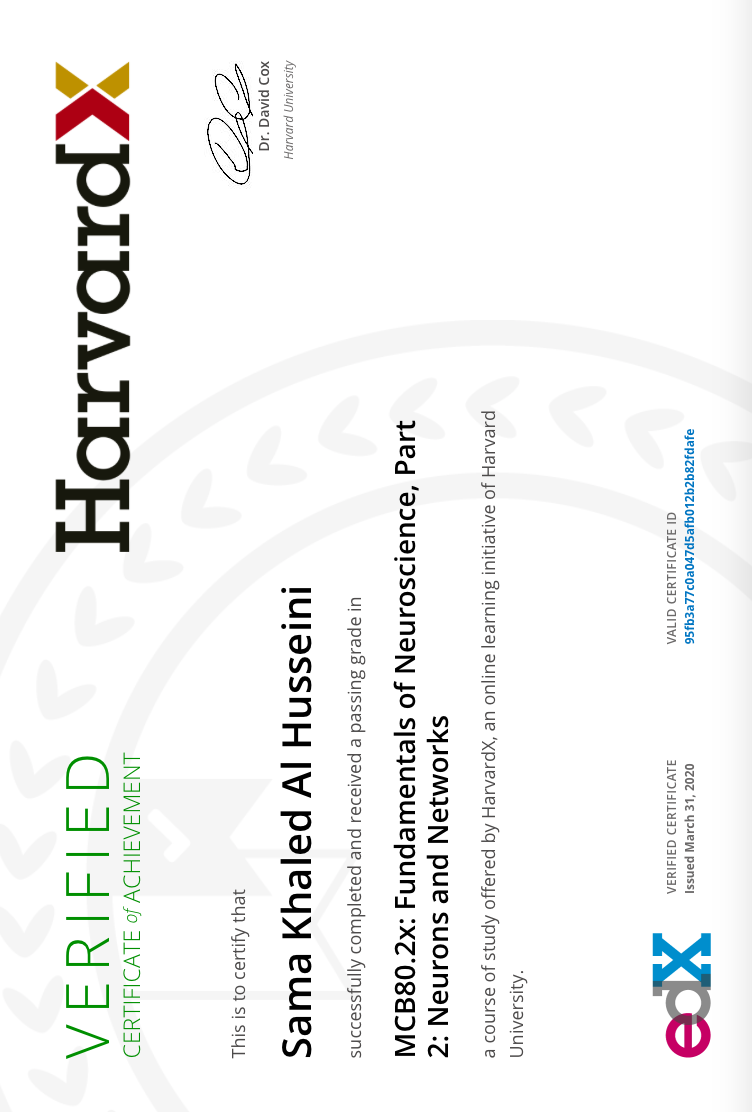 VERIFIED
CERTIFICATE of ACHIEVEMENT
HarvardX
This is to certify that
Sama Khaled Al Husseini
successfully completed and received a passing grade in
MCB80.2x: Fundamentals of Neuroscience, Part
2: Neurons and Networks
a course of study offered by HarvardX, an online learning initiative of Harvard
University.
Dr. David Cox
Harvard University
edX
VERIFIED CERTIFICATE
Issued March 31, 2020
VALID CERTIFICATE ID
95fb3a77c0a047d5afb012b2b82fdafe